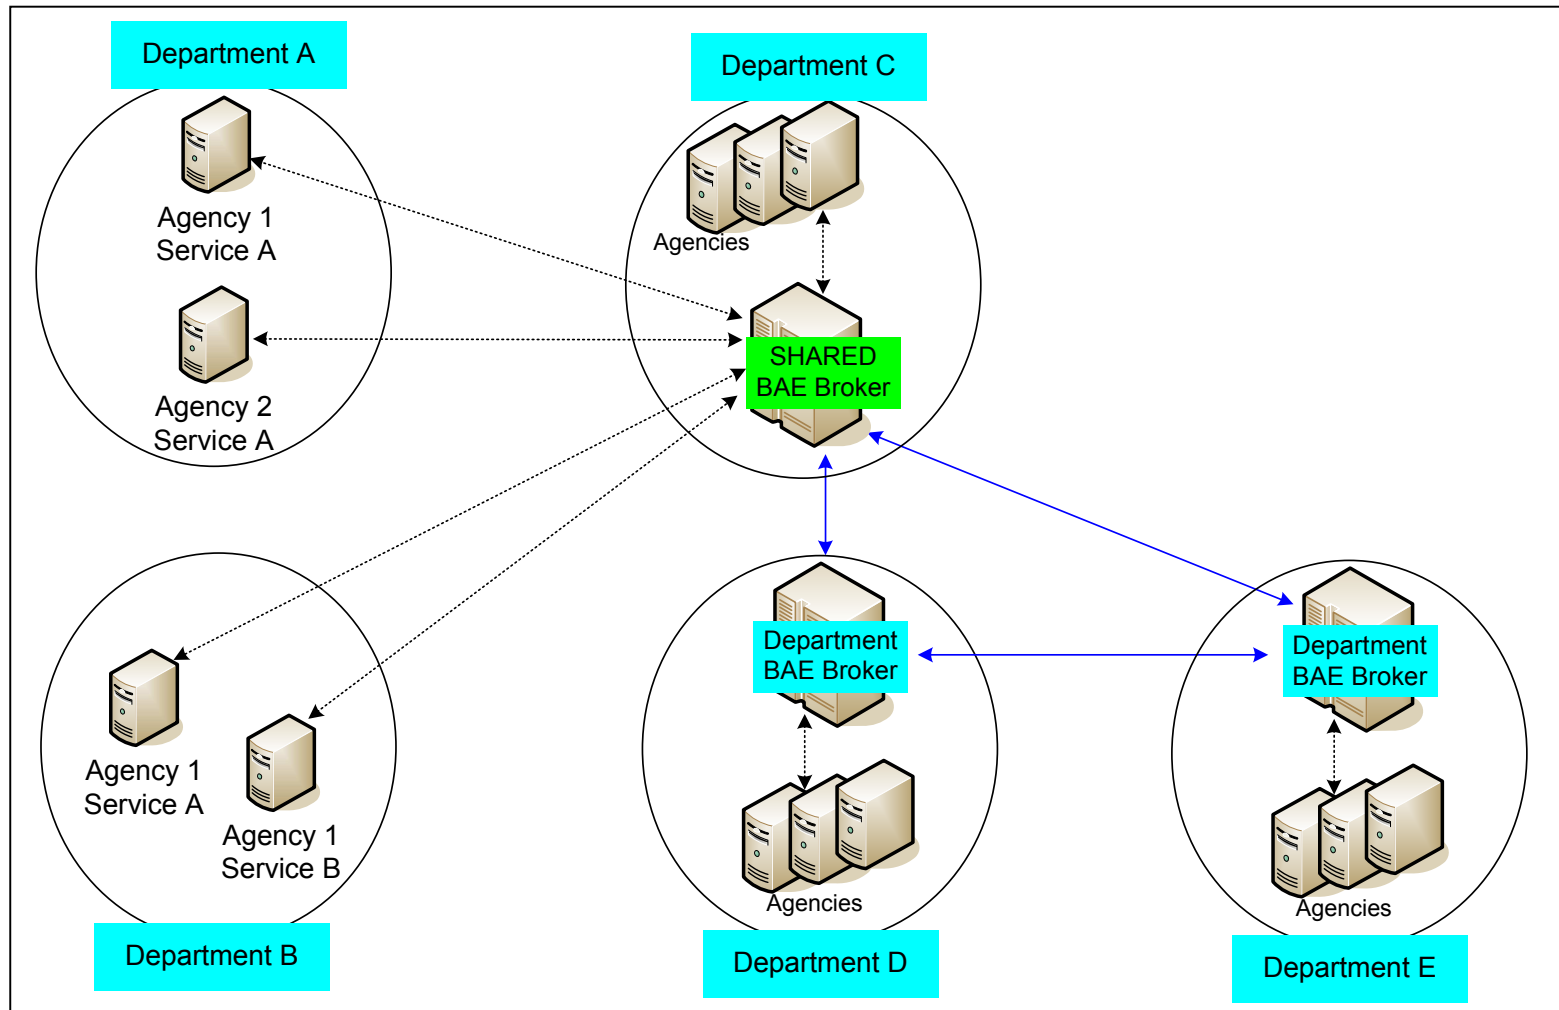 Department A
Agency 1
Service A
Agency 2
Service A
Department C
Agencies
SHARED
BAE Broker
Agency 1
Service A
Agency 1
Service B
Department B
Department
BAE Broker
Agencies
Department D
Department
BAE Broker
Agencies
Department E